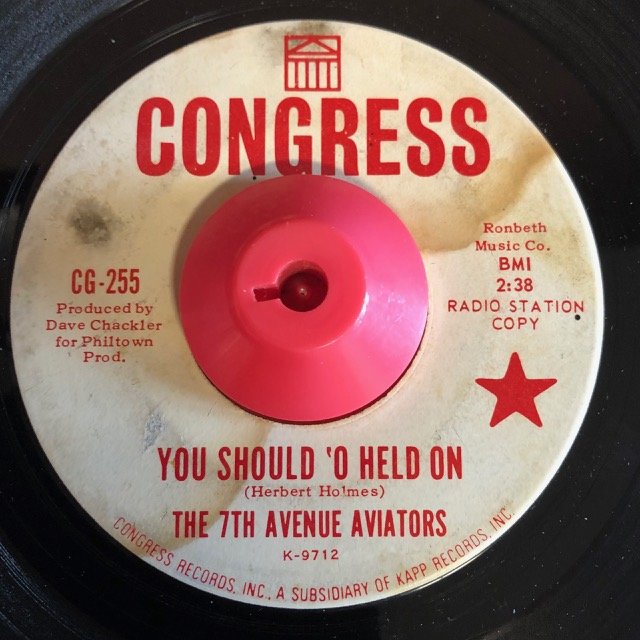 CONGRESS
CG-255
Produced by
Dave Chackler
for Philtown
Prod.
Ronbeth
Music Co.
BMI
2:38
RADIO STATION
COPY
YOU SHOULD 'O HELD ON
(Herbert Holmes)
THE 7TH AVENUE AVIATORS
K-9712
CONGRESS RECORDS, INC., A SUBSIDIARY OF KAPP RECORDS, INC.